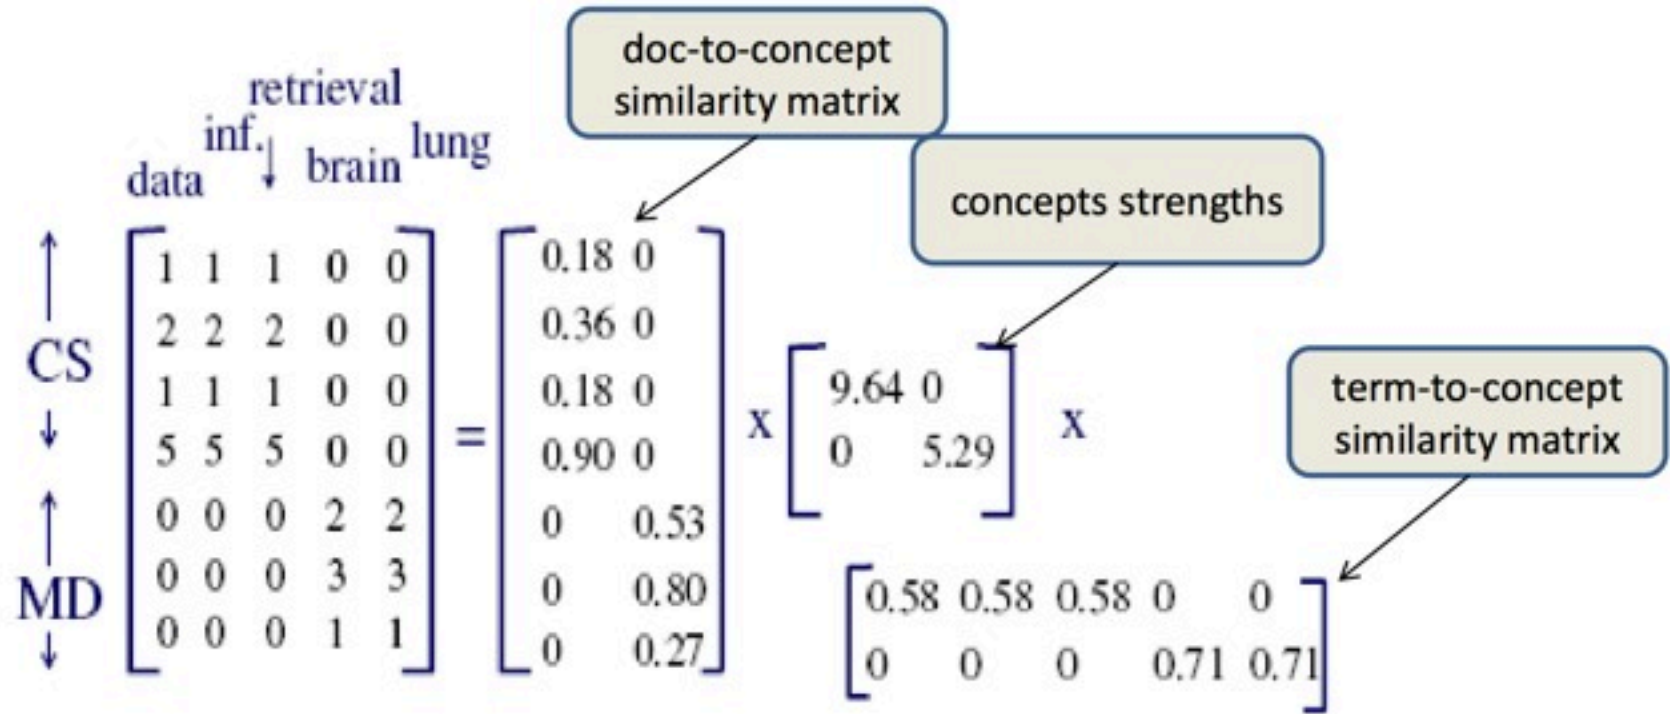 doc-to-concept
similarity matrix
retrieval
inf.
lung
data
brain
concepts strengths
1 1 1 0 0
2 2 2 0 0
1 1 1 0 0
5 5 5 0 0
0 0 0 2 2
0 0 0 3 3
0 0 0 1 1
CS
MD
=
0.18 0
0.36 0
0.18 0
0.90 0
0 0.53
0 0.80
0 0.27
x
9.64 0
0 5.29
x
term-to-concept
similarity matrix
0.58 0.58 0.58 0 0
0 0 0 0.71 0.71